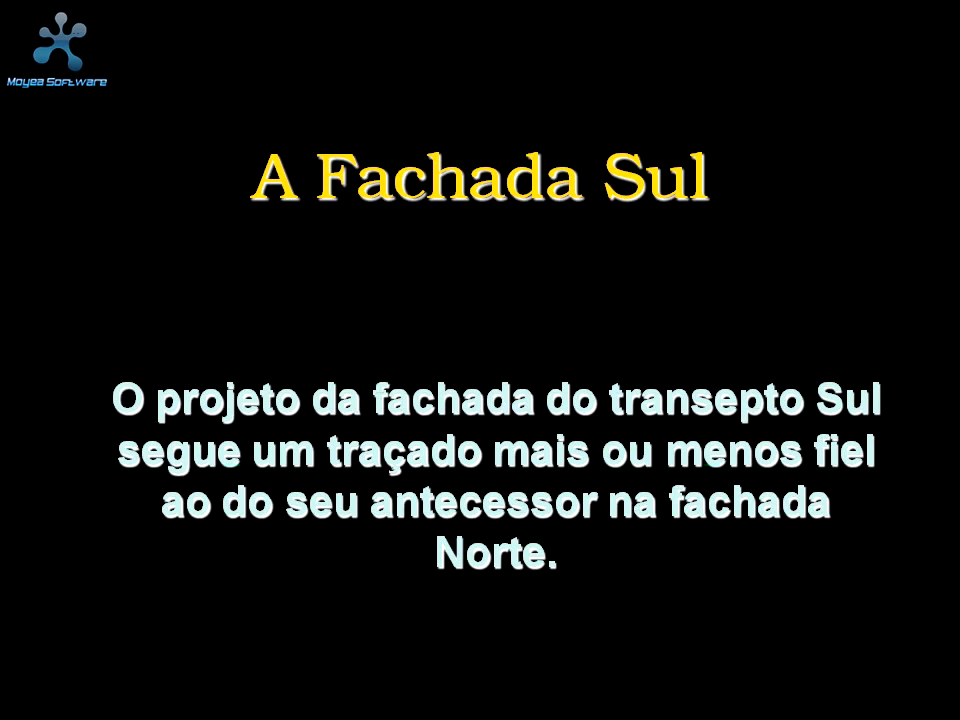 Moyea Software
A Fachada Sul
O projeto da fachada do transepto Sul
segue um traçado mais ou menos fiel
ao do seu antecessor na fachada
Norte.